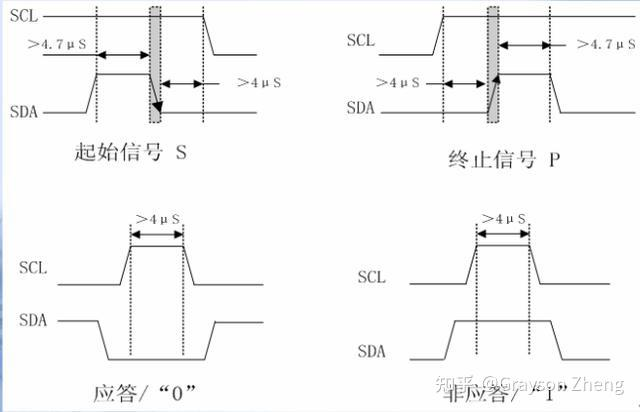 SCL
>4.7μS
>4μS
SDA
起始信号 S
SCL
>4.7μS
>4μS
SDA
终止信号 P
>4μS
SCL
SDA
应答/“0”
>4μS
SCL
SDA
非应答/“1”
知乎 @Grayson Zheng